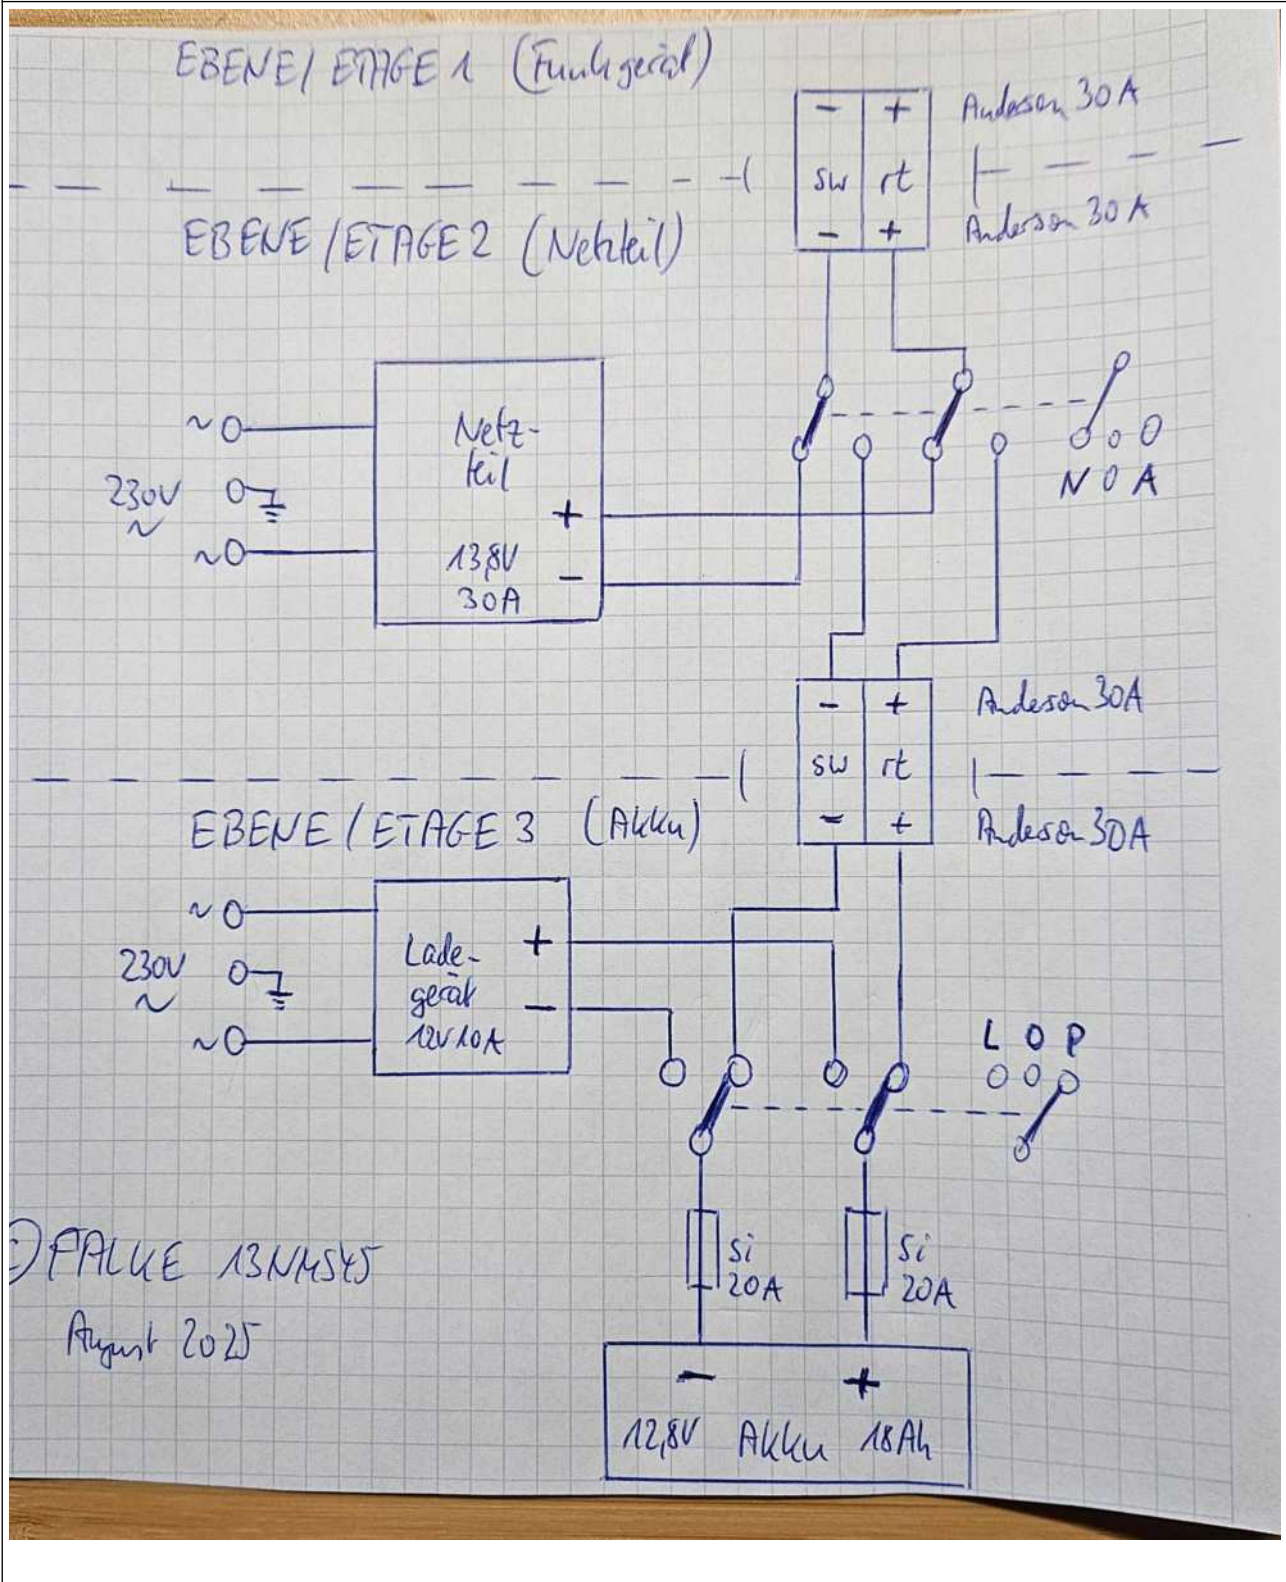 EBENE/ ETAGE 1 (Funkgerät)
- +
Anderson 30A
sw rt
- +
Anderson 30A
EBENE/ETAGE 2 (Netzteil)
~
230V
~
~
Netz-
teil
+
13,8V
-
30A
N O A
- +
Anderson 30A
sw rt
- +
Anderson 30A
EBENE/ETAGE 3 (Akku)
~
230V
~
~
Lade-
gerät
12V 10A
+
-
L O P
Si
20A
Si
20A
© FALKE 13NM545
August 2025
- +
12,8V Akku 18Ah